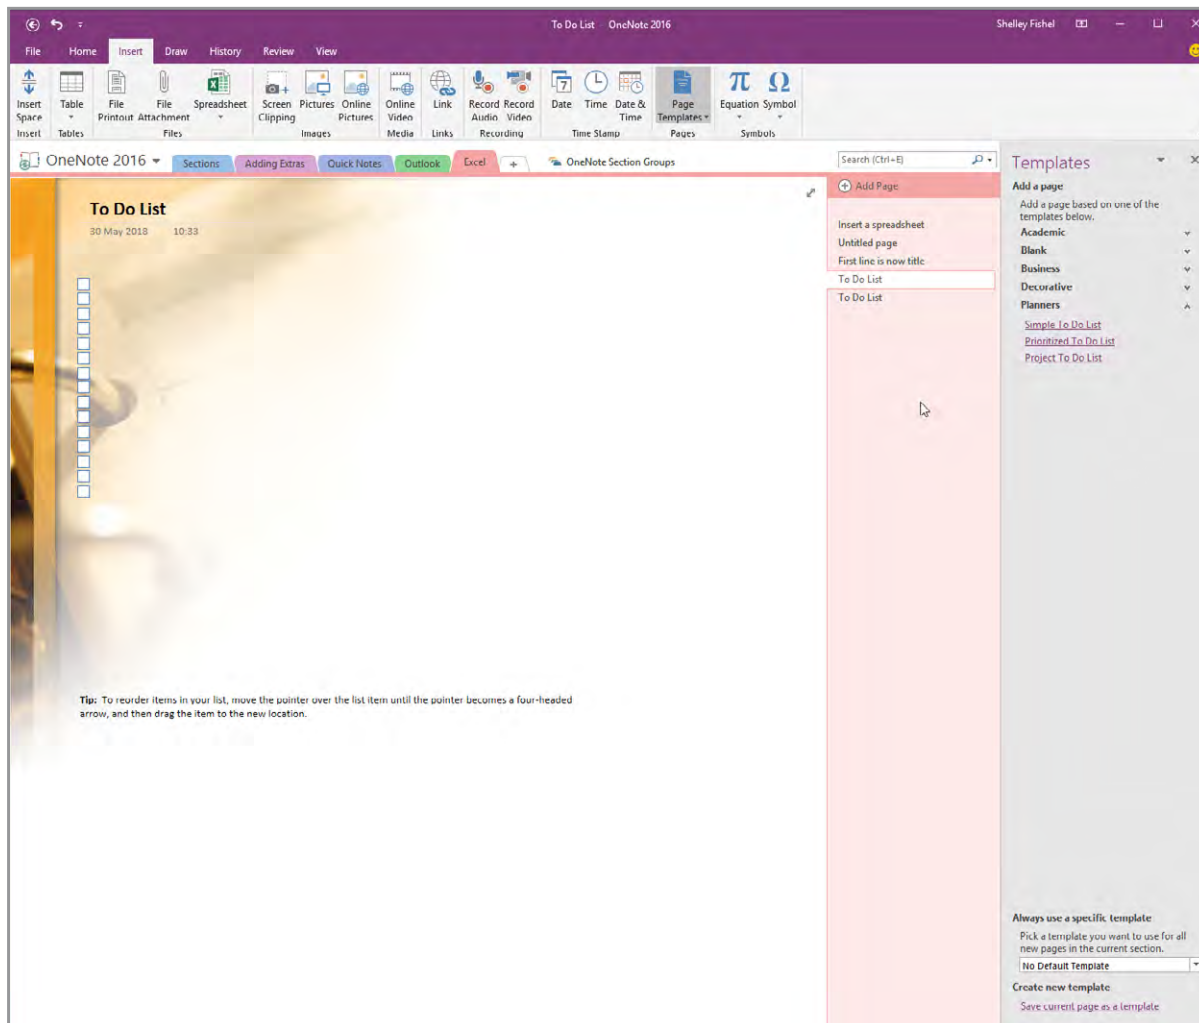 To Do List OneNote 2016
Shelley Fishel
File Home Insert Draw History Review View
Insert Space
Table
File Printout
File Attachment
Spreadsheet
Screen Clipping
Pictures
Online Pictures
Online Video
Link
Record Audio
Record Video
7
Date
Time
Date & Time
Page Templates
π
Equation
Ω
Symbol
Insert Tables Files Images Media Links Recording Time Stamp Pages Symbols
OneNote 2016
Sections Adding Extras Quick Notes Outlook Excel + OneNote Section Groups
Search (Ctrl+E)
To Do List
30 May 2018 10:33
Tip: To reorder items in your list, move the pointer over the list item until the pointer becomes a four-headed
arrow, and then drag the item to the new location.
Add Page
Insert a spreadsheet
Untitled page
First line is now title
To Do List
To Do List
Templates
Add a page
Add a page based on one of the
templates below.
Academic
Blank
Business
Decorative
Planners
Simple To Do List
Prioritized To Do List
Project To Do List
Always use a specific template
Pick a template you want to use for all
new pages in the current section.
No Default Template
Create new template
Save current page as a template